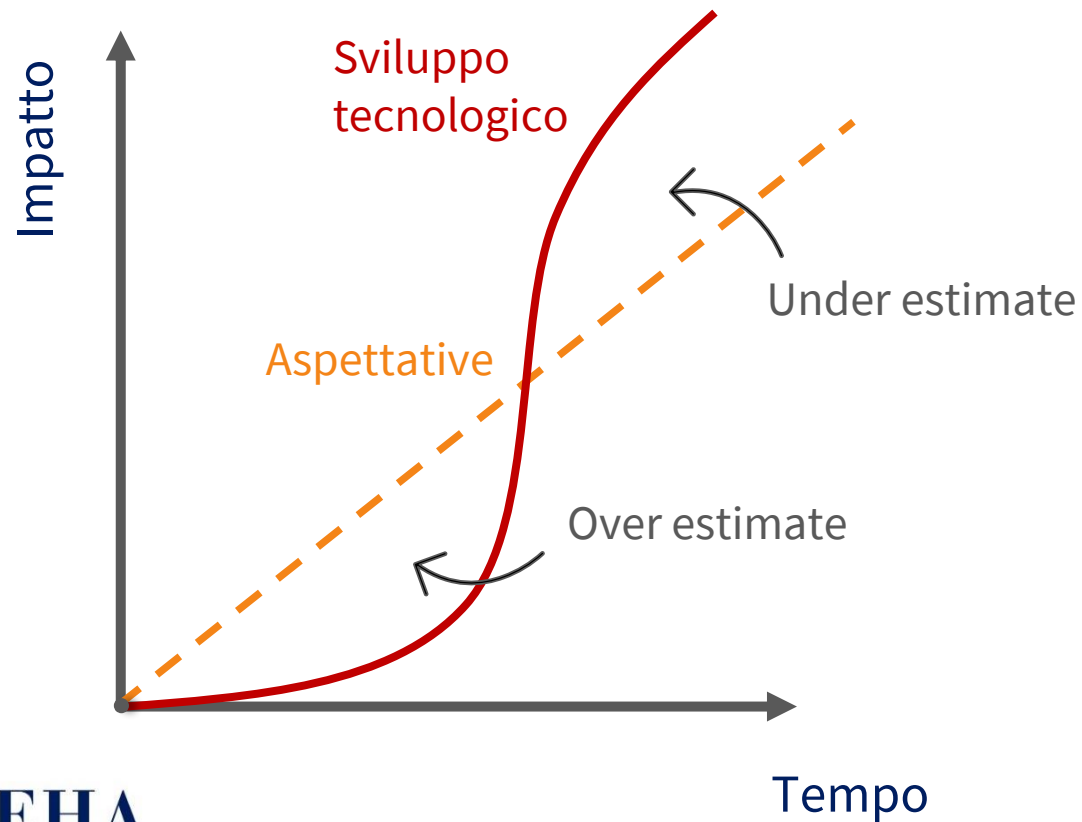 Sviluppo
tecnologico
Impatto
Under estimate
Aspettative
Over estimate
Tempo